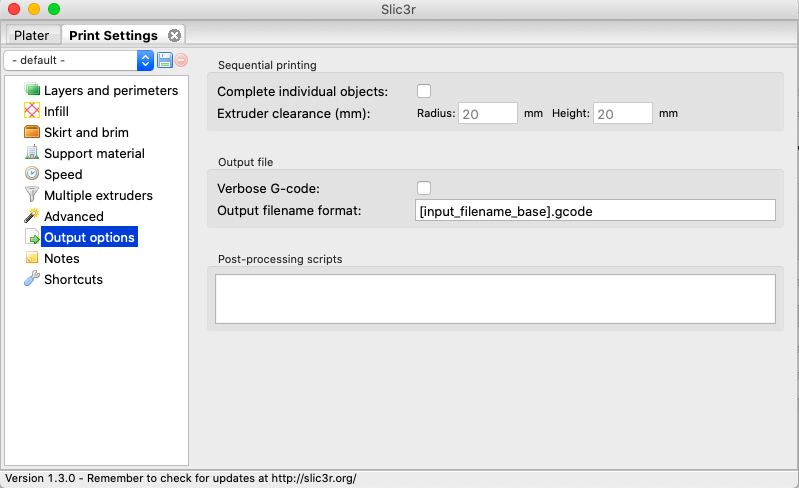 Slic3r
Plater Print Settings
- default -
Layers and perimeters
Infill
Skirt and brim
Support material
Speed
Multiple extruders
Advanced
Output options
Notes
Shortcuts
Sequential printing
Complete individual objects:
Extruder clearance (mm): Radius: 20 mm Height: 20 mm
Output file
Verbose G-code:
Output filename format: [input_filename_base].gcode
Post-processing scripts
Version 1.3.0 - Remember to check for updates at http://slic3r.org/